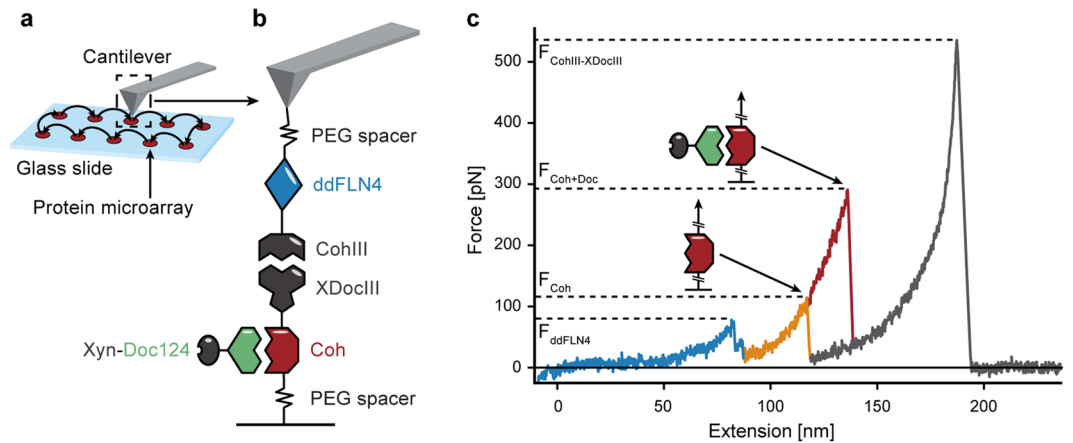 a
Cantilever
Glass slide
Protein microarray
b
PEG spacer
ddFLN4
CohIII
XDocIII
Xyn-Doc124
Coh
PEG spacer
c
Force [pN]
500
400
300
200
100
0
F CohIII-XDocIII
F Coh+Doc
F Coh
F ddFLN4
0 50 100 150 200
Extension [nm]